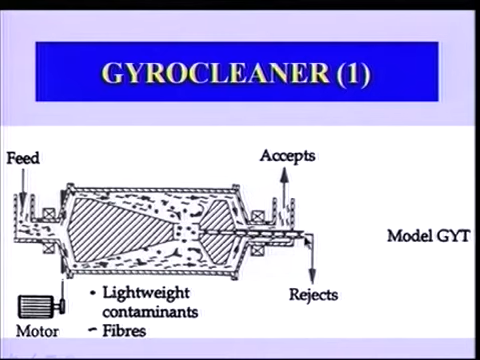 GYROCLEANER (1)
Feed
Accepts
Model GYT
Rejects
Motor
• Lightweight
contaminants
– Fibres